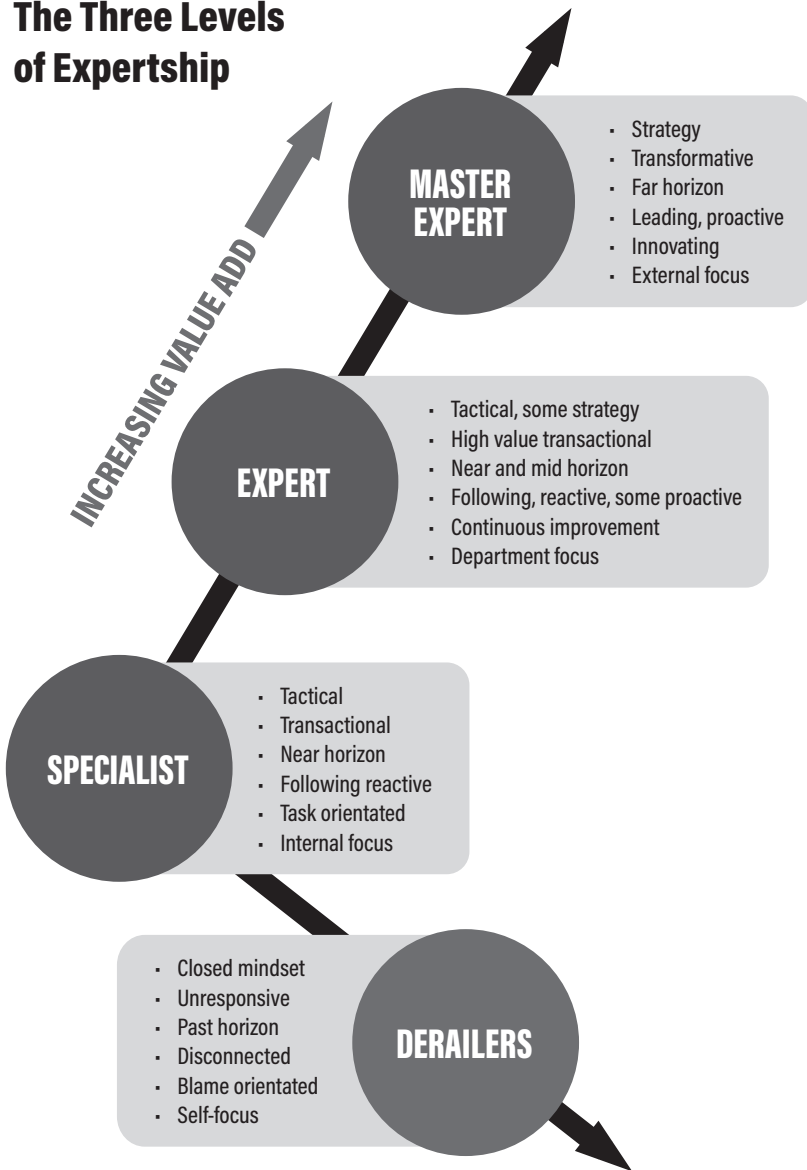 The Three Levels
of Expertship
MASTER
EXPERT
▪ Strategy
▪ Transformative
▪ Far horizon
▪ Leading, proactive
▪ Innovating
▪ External focus
INCREASING VALUE ADD
EXPERT
▪ Tactical, some strategy
▪ High value transactional
▪ Near and mid horizon
▪ Following, reactive, some proactive
▪ Continuous improvement
▪ Department focus
SPECIALIST
▪ Tactical
▪ Transactional
▪ Near horizon
▪ Following reactive
▪ Task orientated
▪ Internal focus
▪ Closed mindset
▪ Unresponsive
▪ Past horizon
▪ Disconnected
▪ Blame orientated
▪ Self-focus
DERAILERS